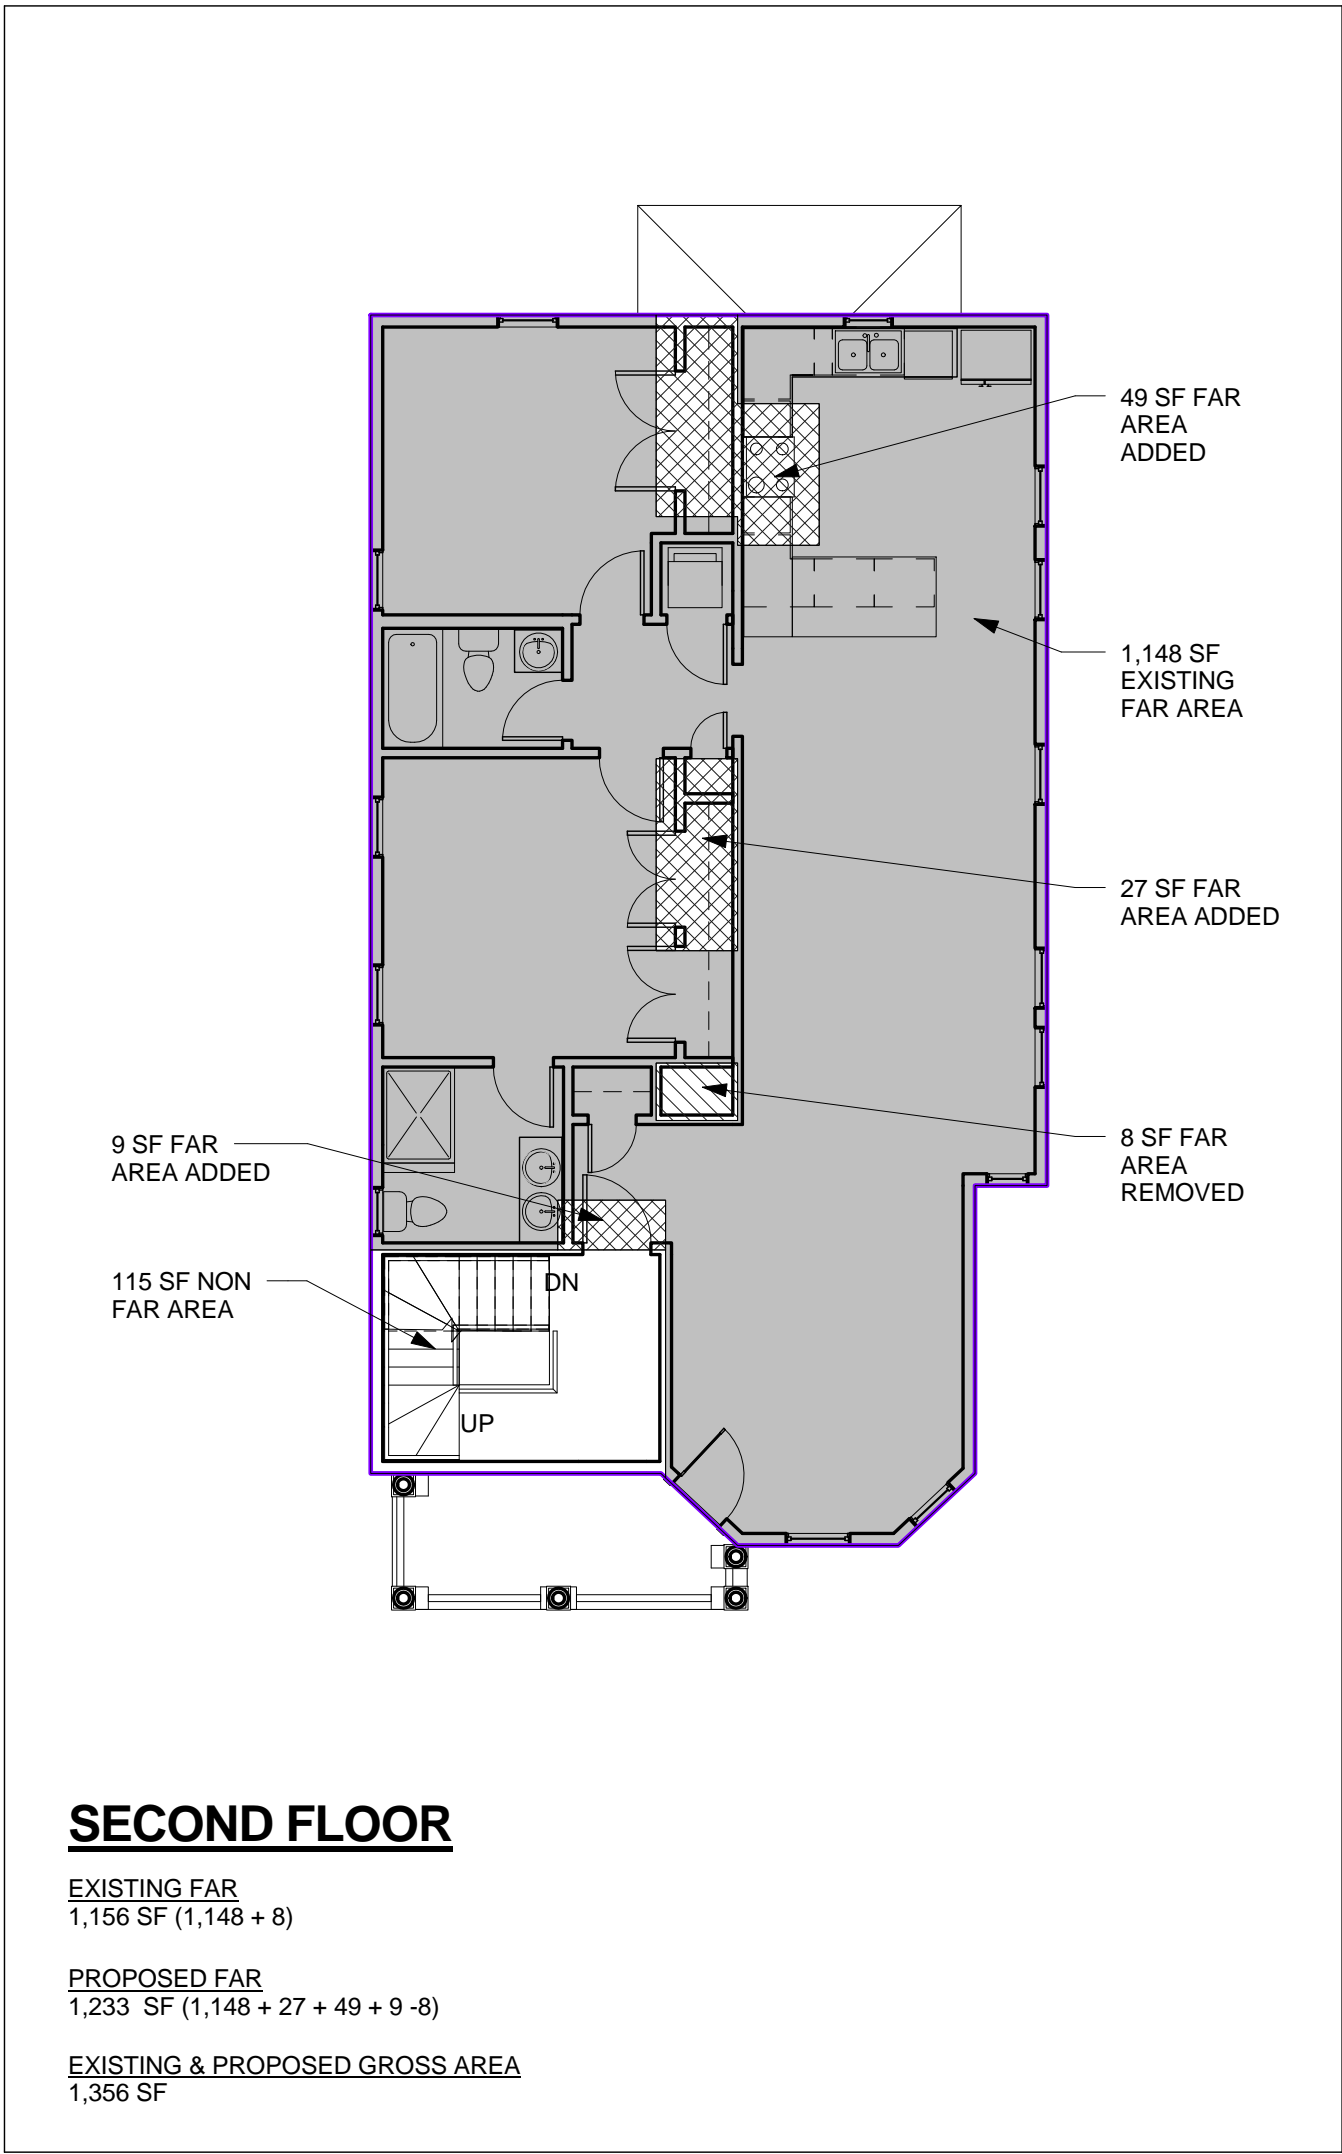 49 SF FAR
AREA
ADDED
1,148 SF
EXISTING
FAR AREA
27 SF FAR
AREA ADDED
9 SF FAR
AREA ADDED
8 SF FAR
AREA
REMOVED
115 SF NON
FAR AREA
DN
UP
SECOND FLOOR
EXISTING FAR
1,156 SF (1,148 + 8)
PROPOSED FAR
1,233  SF (1,148 + 27 + 49 + 9 -8)
EXISTING & PROPOSED GROSS AREA
1,356 SF